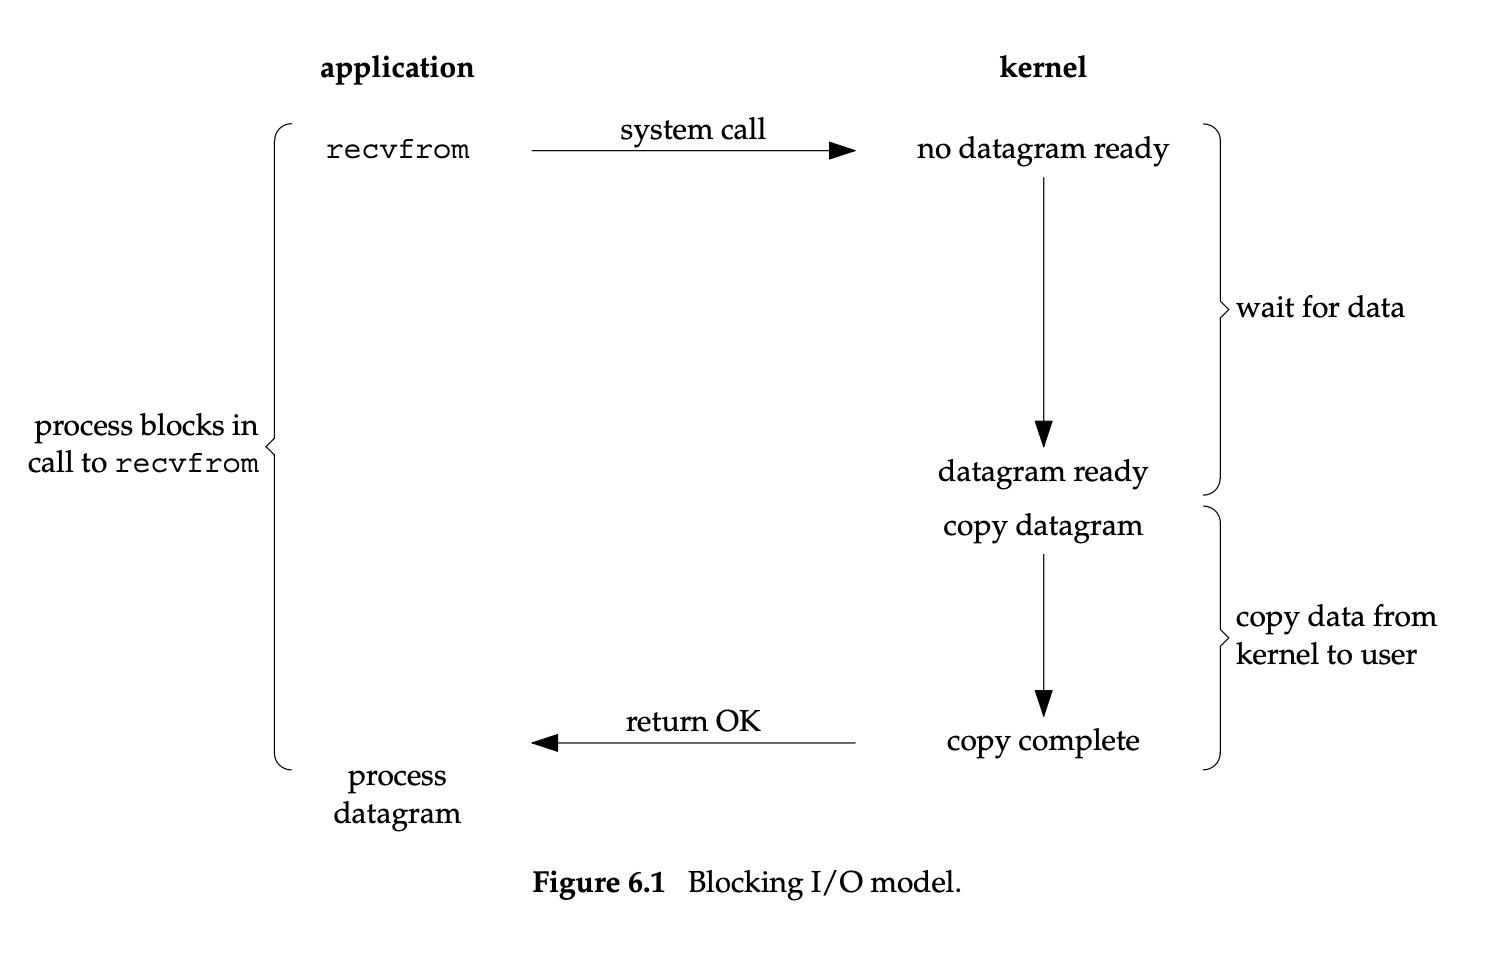 application
kernel
recvfrom
system call
no datagram ready
wait for data
process blocks in
call to recvfrom
datagram ready
copy datagram
copy data from
kernel to user
return OK
copy complete
process
datagram
Figure 6.1 Blocking I/O model.